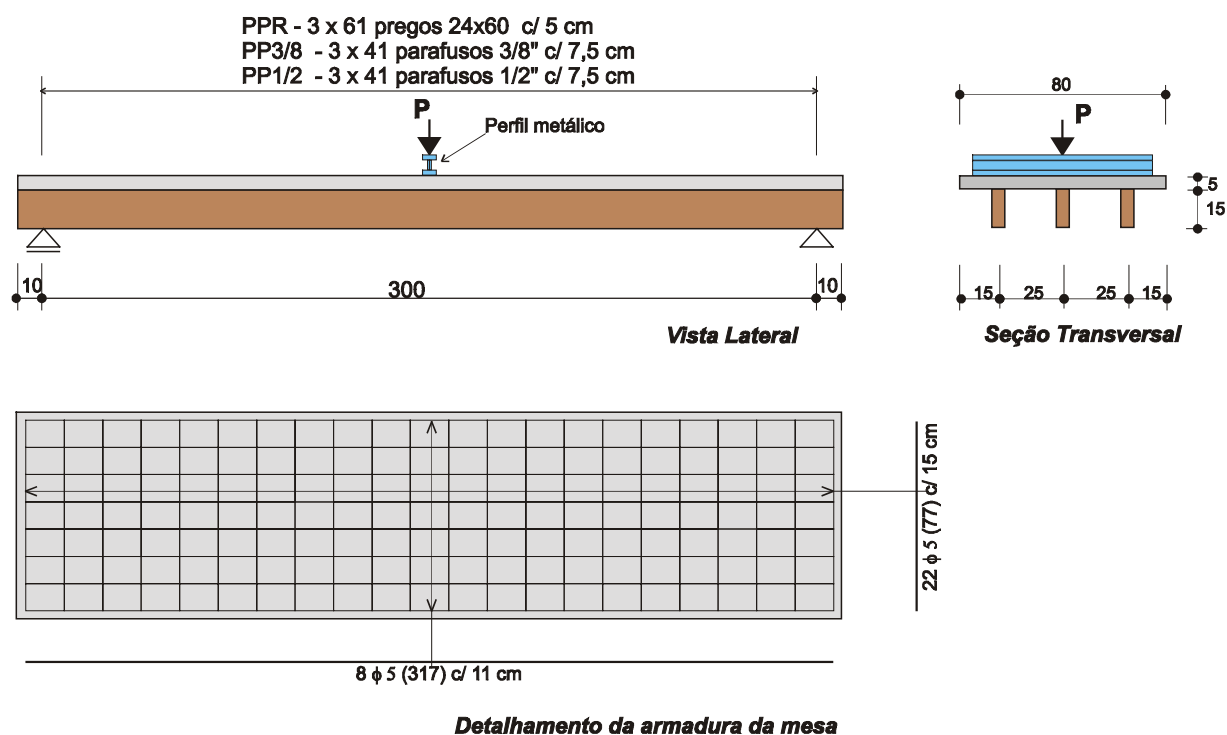 PPR - 3 x 61 pregos 24x60 c/ 5 cm
PP3/8 - 3 x 41 parafusos 3/8" c/ 7,5 cm
PP1/2 - 3 x 41 parafusos 1/2" c/ 7,5 cm
P
Perfil metálico
10
300
10
Vista Lateral
80
P
5
15
15
25
25
15
Seção Transversal
22 ϕ 5 (77) c/ 15 cm
8 ϕ 5 (317) c/ 11 cm
Detalhamento da armadura da mesa